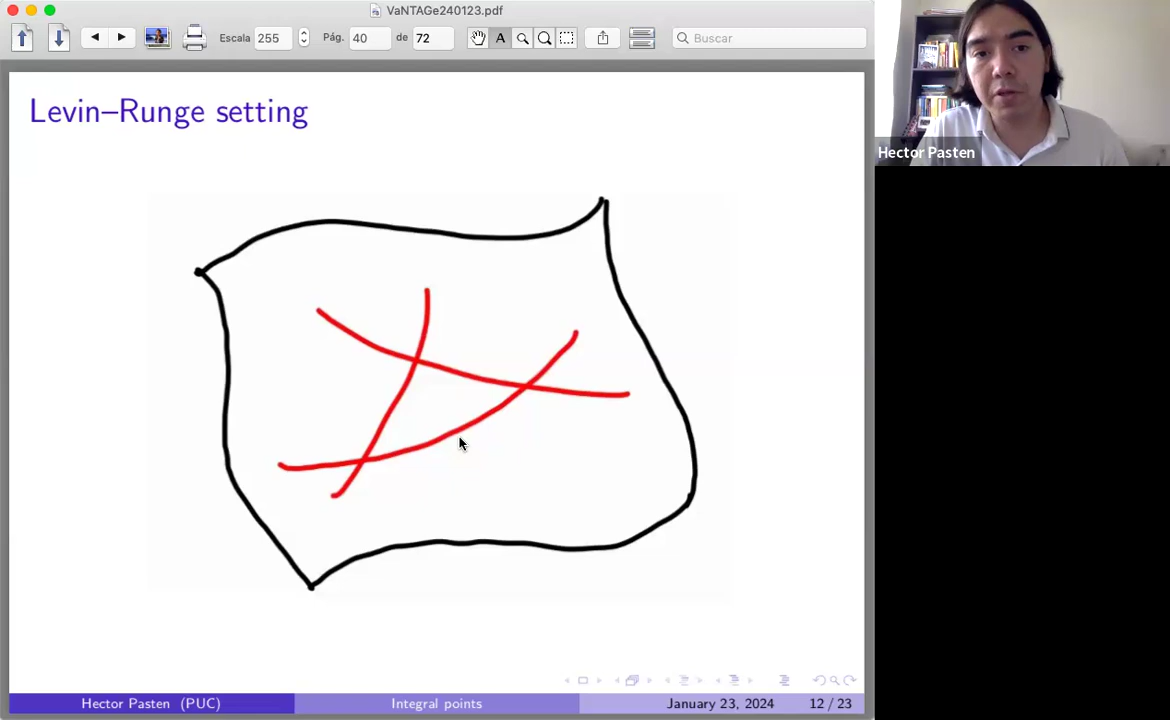 VaNTAGe240123.pdf
Escala 255 Pág. 40 de 72 A Buscar
Levin–Runge setting
Hector Pasten
Hector Pasten (PUC) Integral points January 23, 2024 12 / 23